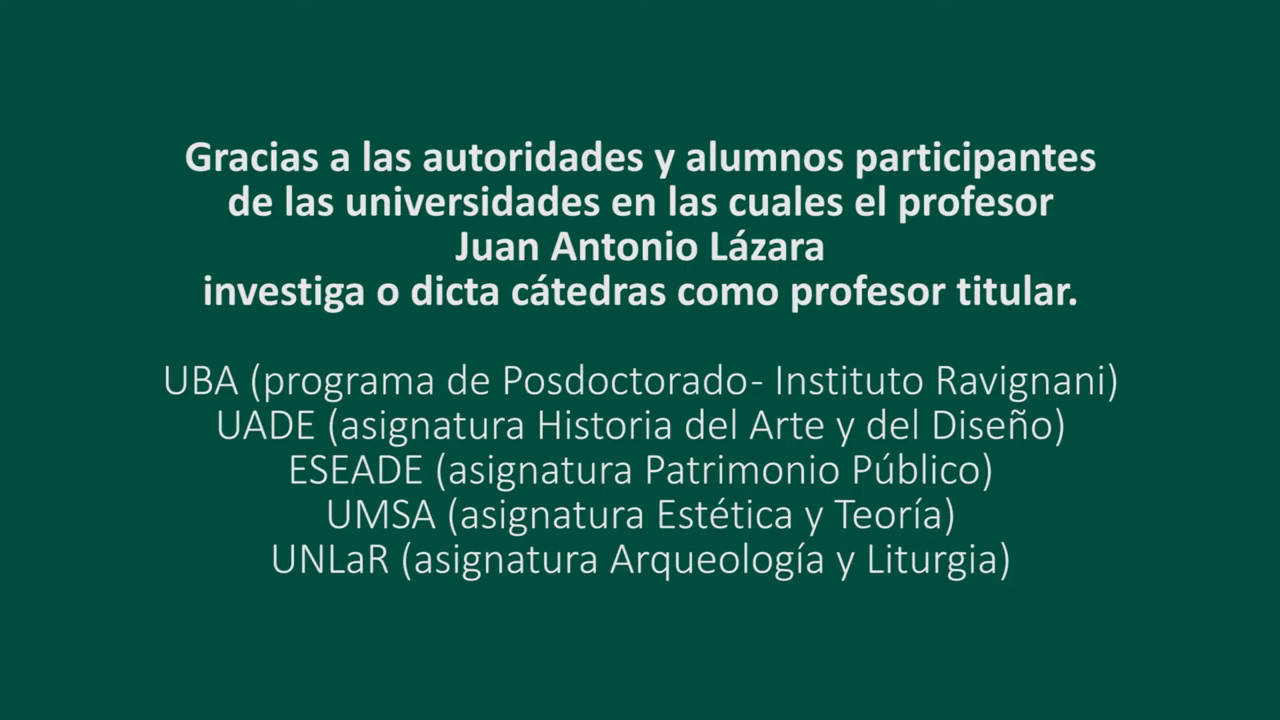 Gracias a las autoridades y alumnos participantes
de las universidades en las cuales el profesor
Juan Antonio Lázara
investiga o dicta cátedras como profesor titular.
UBA (programa de Posdoctorado- Instituto Ravignani)
UADE (asignatura Historia del Arte y del Diseño)
ESEADE (asignatura Patrimonio Público)
UMSA (asignatura Estética y Teoría)
UNLaR (asignatura Arqueología y Liturgia)